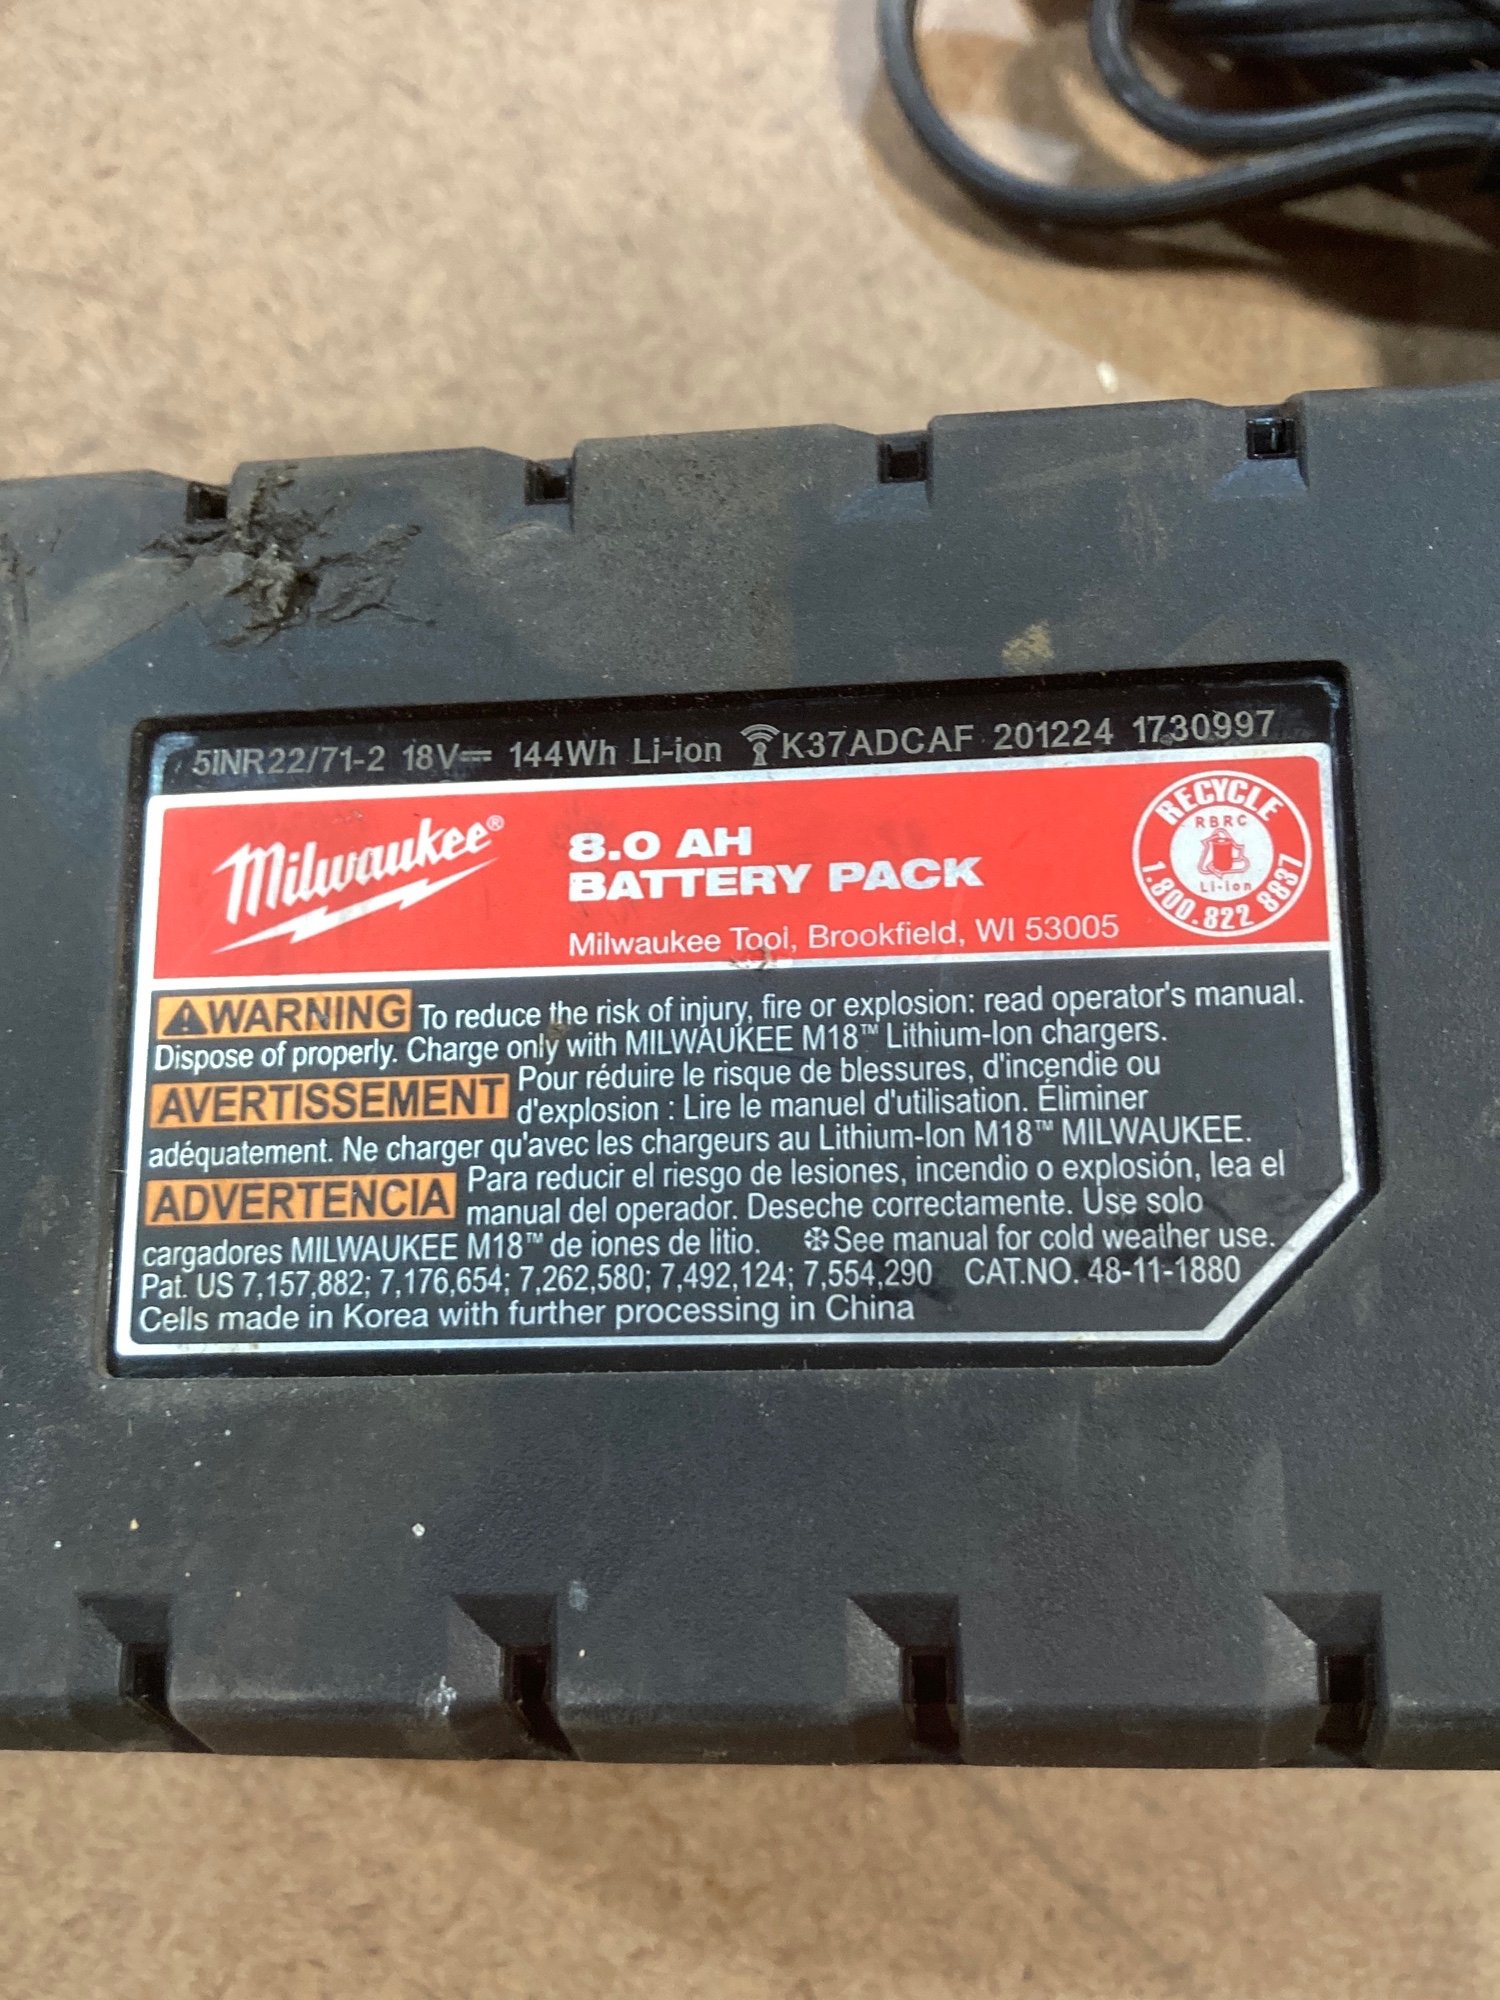 5INR22/71-2 18V⎓ 144Wh Li-ion K37ADCAF 201224 1730997
Milwaukee®
8.0 AH
BATTERY PACK
Milwaukee Tool, Brookfield, WI 53005
RECYCLE
RBRC
Li-ion
1.800.822 8837
⚠WARNING To reduce the risk of injury, fire or explosion: read operator's manual.
Dispose of properly. Charge only with MILWAUKEE M18™ Lithium-Ion chargers.
AVERTISSEMENT Pour réduire le risque de blessures, d'incendie ou
d'explosion : Lire le manuel d'utilisation. Éliminer
adéquatement. Ne charger qu'avec les chargeurs au Lithium-Ion M18™ MILWAUKEE.
ADVERTENCIA Para reducir el riesgo de lesiones, incendio o explosión, lea el
manual del operador. Deseche correctamente. Use solo
cargadores MILWAUKEE M18™ de iones de litio. ❄See manual for cold weather use.
Pat. US 7,157,882; 7,176,654; 7,262,580; 7,492,124; 7,554,290 CAT.NO. 48-11-1880
Cells made in Korea with further processing in China